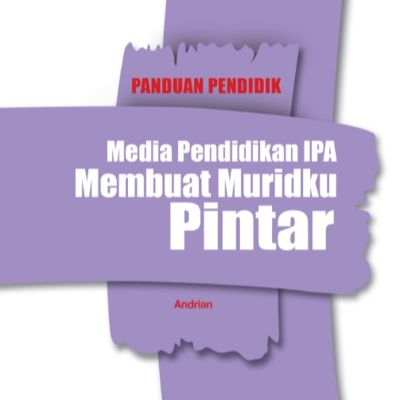 PANDUAN PENDIDIK
Media Pendidikan IPA
Membuat Muridku
Pintar
Andrian